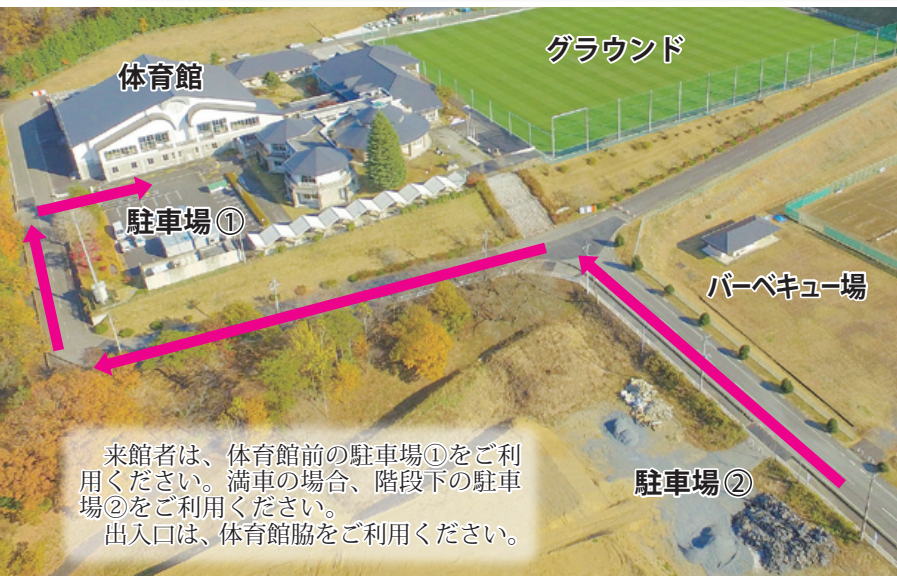 グラウンド
体育館
駐車場①
バーベキュー場
駐車場②
　来館者は、体育館前の駐車場①をご利
用ください。満車の場合、階段下の駐車
場②をご利用ください。
　出入口は、体育館脇をご利用ください。